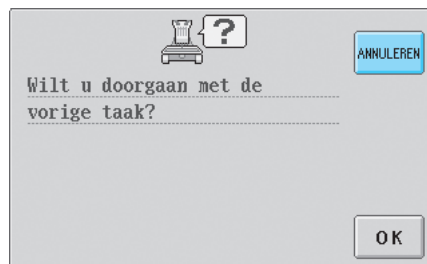 ?
ANNULEREN
Wilt u doorgaan met de
vorige taak?
OK